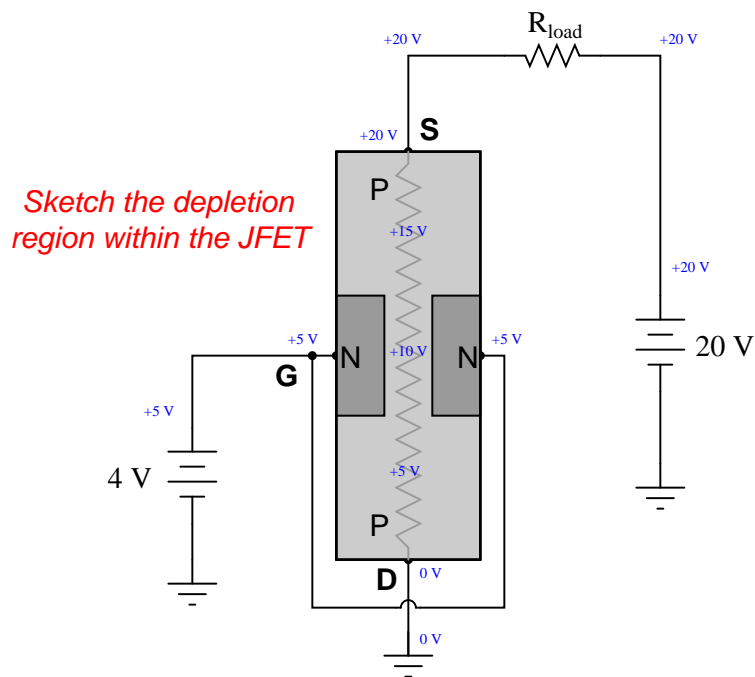 R_load
+20 V
+20 V
+20 V
S
P
Sketch the depletion
region within the JFET
+15 V
+20 V
+5 V
+5 V
N
+10 V
N
20 V
G
+5 V
4 V
+5 V
P
D
0 V
0 V